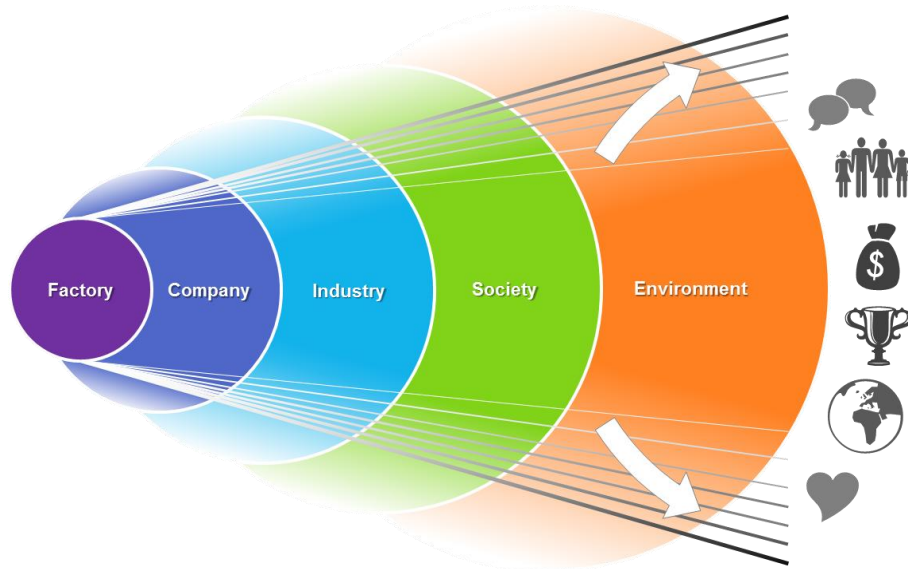 Factory
Company
Industry
Society
Environment
$